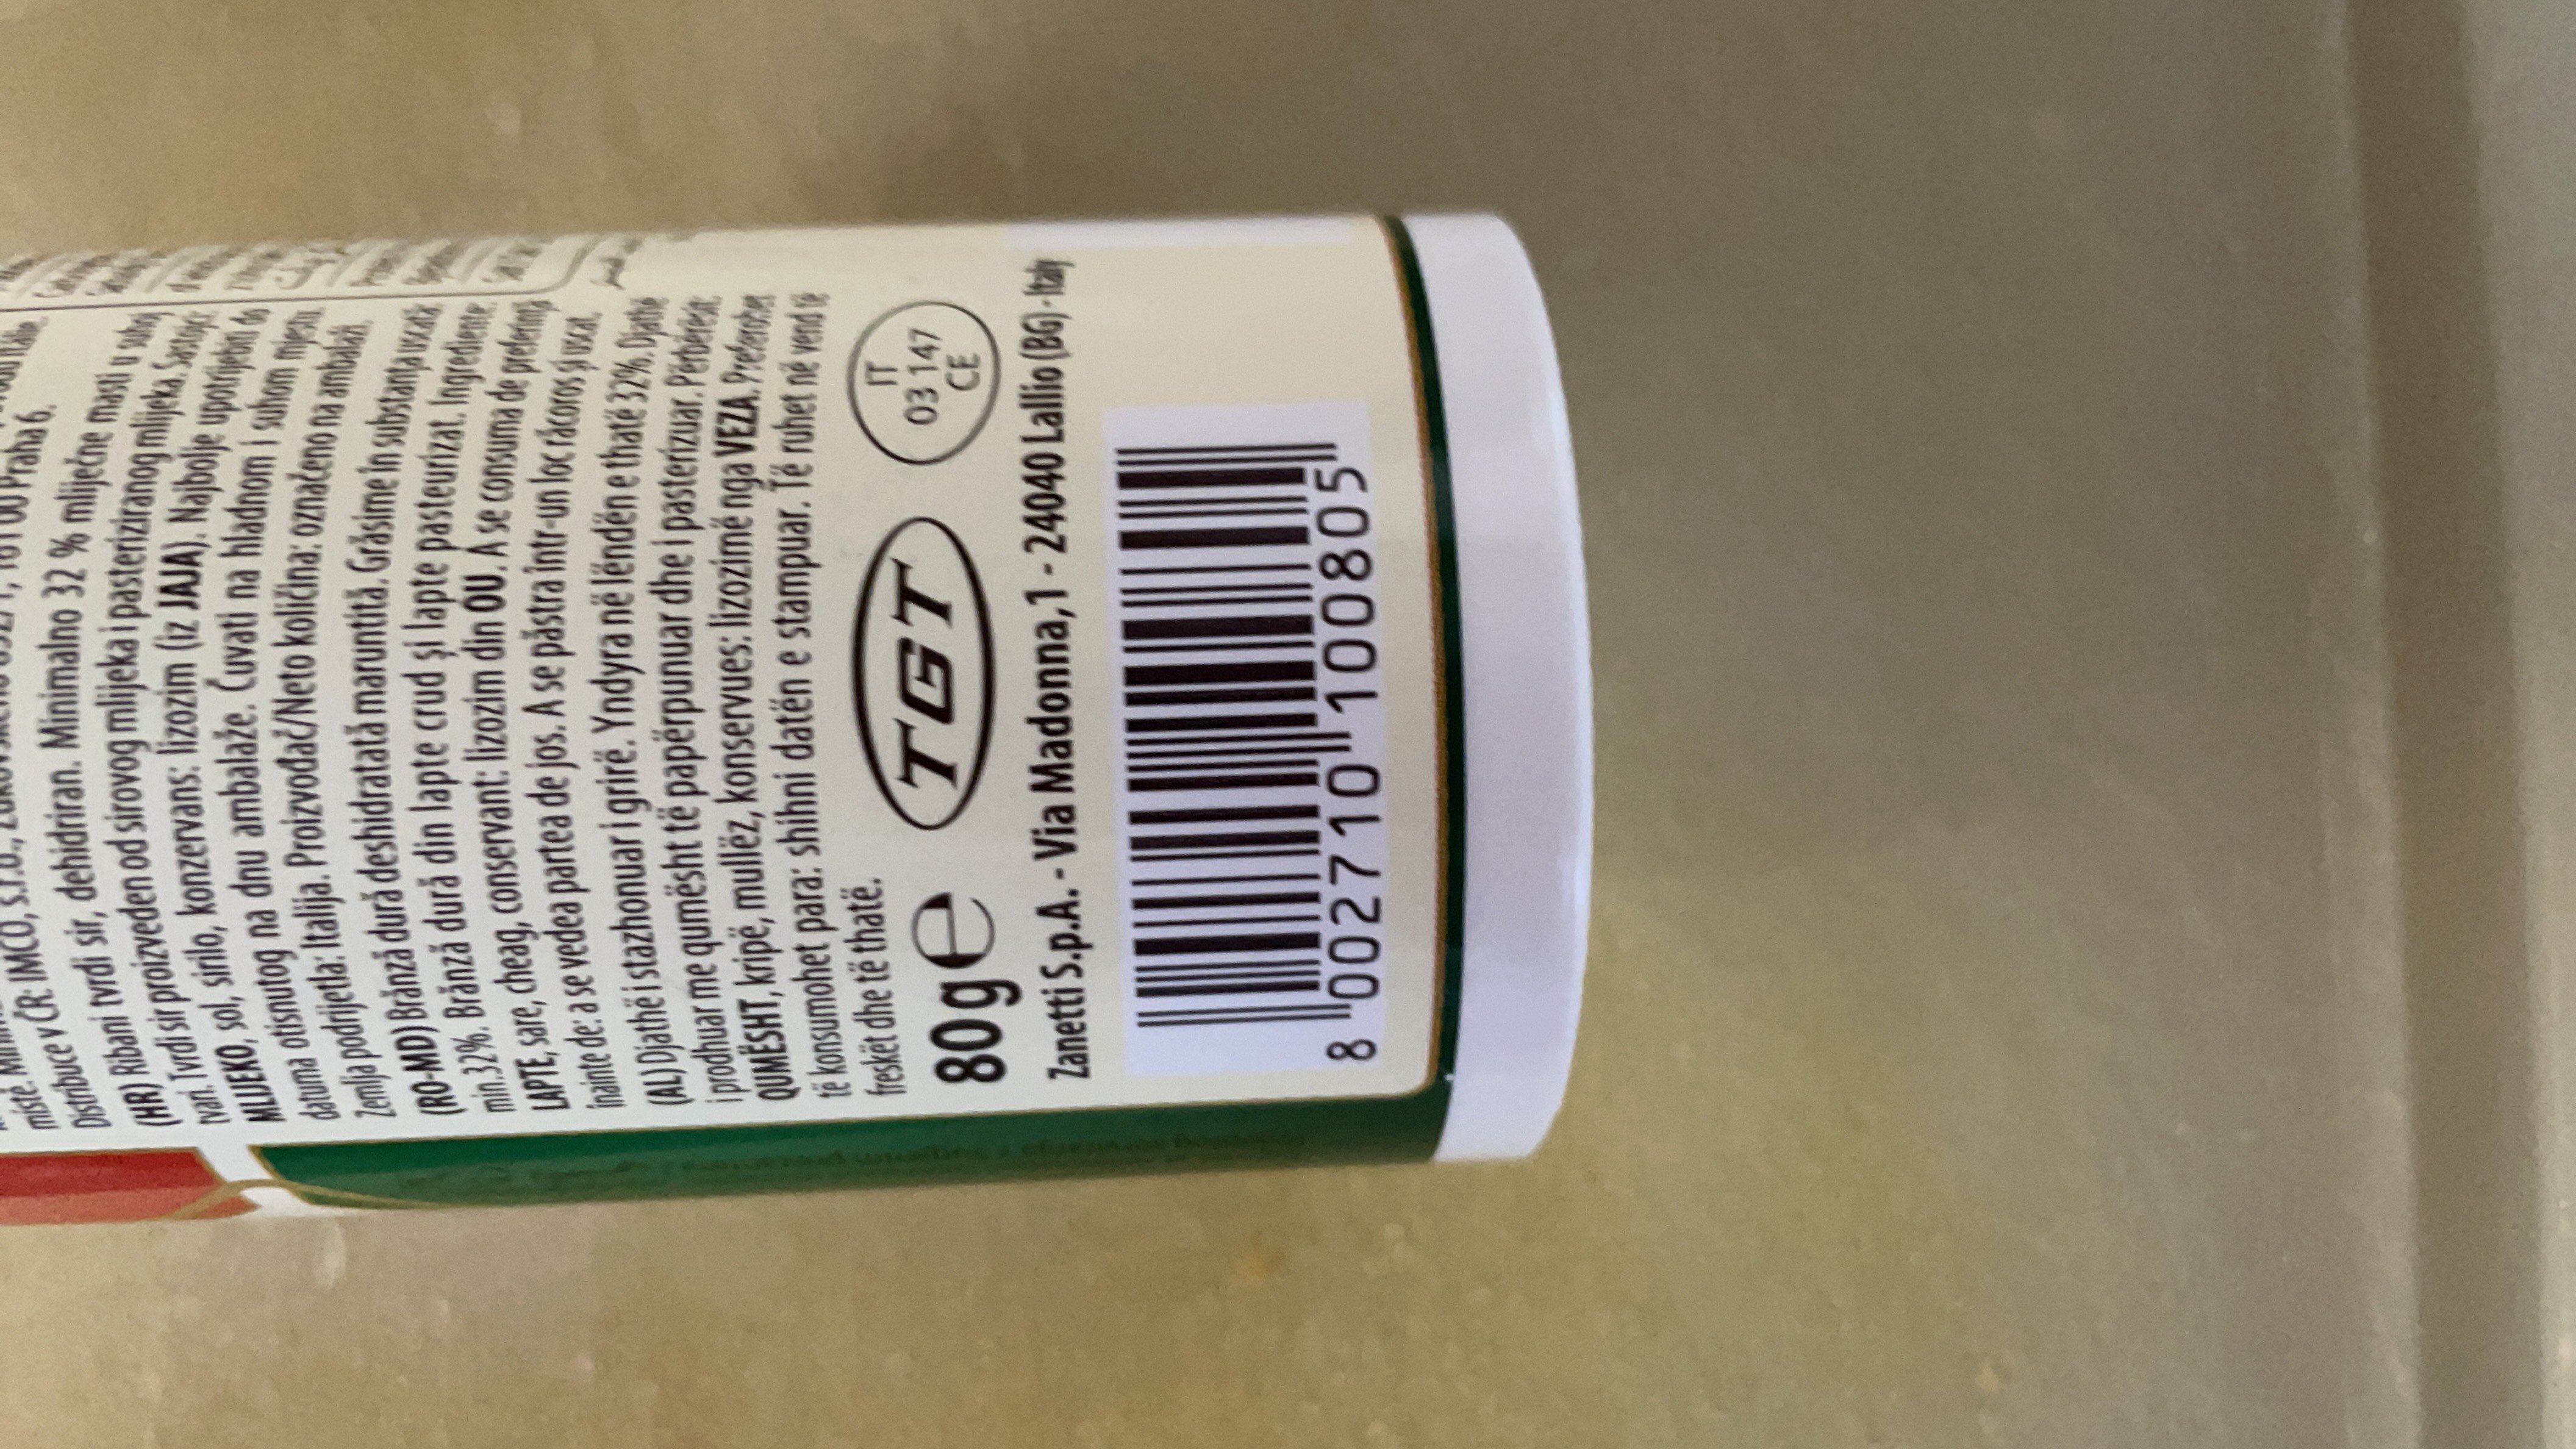 00 Praha 6.
miště.
Distribuce v ČR: IMCO, s.r.o.,
(HR) Ribani tvrdi sir, dehidriran. Minimalno 32 % mliječne masti u suhoj
tvari. Tvrdi sir proizveden od sirovog mlijeka i pasteriziranog mlijeka. Sastojci:
MLIJEKO, sol, sirilo, konzervans: lizozim (iz JAJA). Najbolje upotrijebiti do
datuma otisnutog na dnu ambalaže. Čuvati na hladnom i suhom mjestu.
Zemlja podrijetla: Italija. Proizvođač/Neto količina: označeno na ambalaži.
(RO-MD) Brânză dură deshidratată maruntită. Grăsime în substanța uscată:
min.32%. Brânză dură din lapte crud și lapte pasteurizat. Ingrediente:
LAPTE, sare, cheag, conservant: lizozim din OU. A se consuma de preferință
înainte de: a se vedea partea de jos. A se păstra într-un loc răcoros și uscat.
(AL) Djathë i stazhonuar i grirë. Yndyra në lëndën e thatë 32%. Djathë
i prodhuar me qumësht të papërpunuar dhe i pasterizuar. Përbërësit:
QUMËSHT, kripë, mullëz, konservues: lizozimë nga VEZA. Preferohet
të konsumohet para: shihni datën e stampuar. Të ruhet në vend të
freskët dhe të thatë.
80g e TGT IT
03 147
CE
Zanetti S.p.A. - Via Madonna,1 - 24040 Lallio (BG) - Italy
8 002710 100805